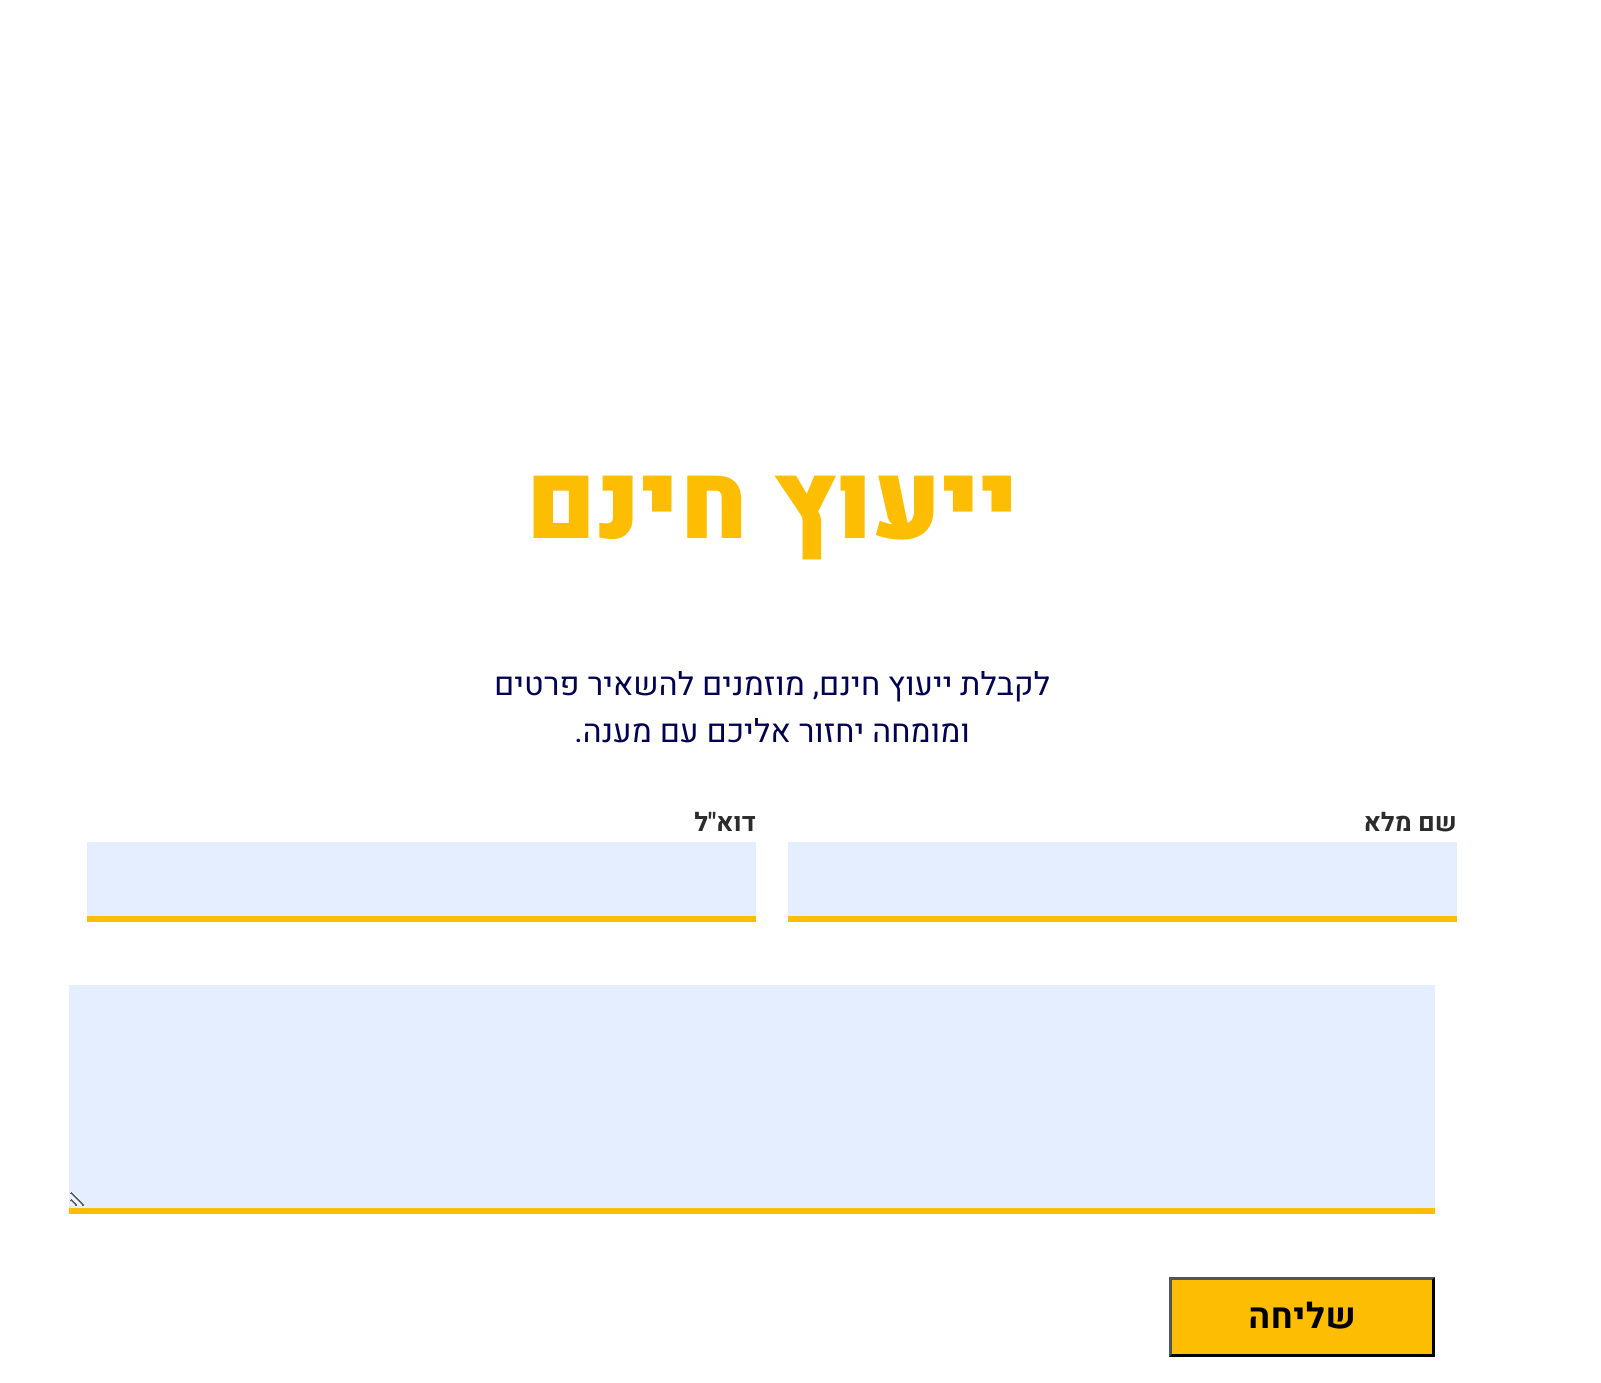 ייעוץ חינם
לקבלת ייעוץ חינם, מוזמנים להשאיר פרטים
ומומחה יחזור אליכם עם מענה.
שם מלא
דוא"ל
שליחה